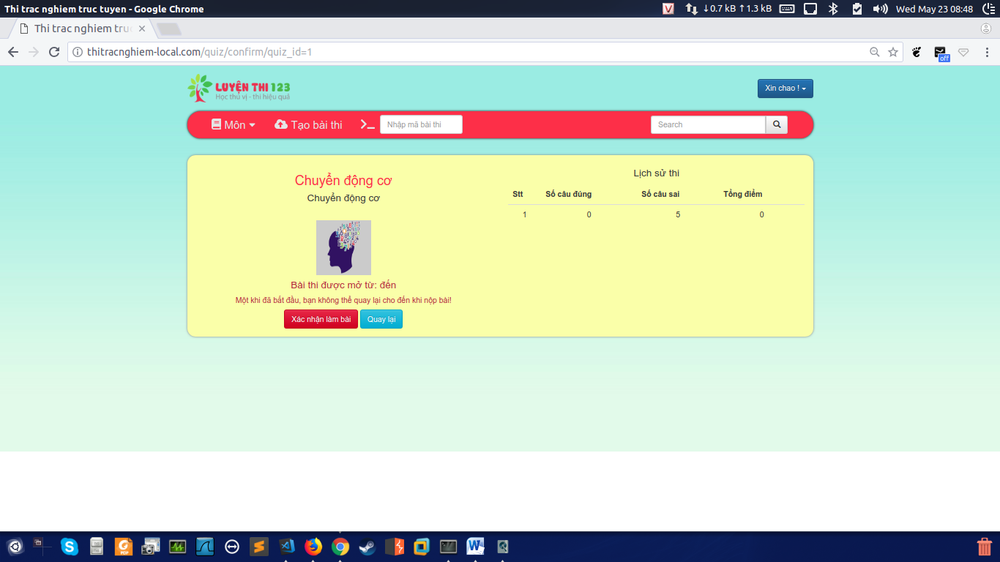 Thi trac nghiem truc tuyen - Google Chrome
↓0.7 kB ↑1.3 kB
Wed May 23 08:48
Thi trac nghiem truc
thitracnghiem-local.com/quiz/confirm/quiz_id=1
off
LUYỆN THI 123
Học thú vị - thi hiệu quả
Xin chao !
Môn
Tạo bài thi
Nhập mã bài thi
Search
Chuyển động cơ
Chuyển động cơ
Bài thi được mở từ: đến
Một khi đã bắt đầu, bạn không thể quay lại cho đến khi nộp bài!
Xác nhận làm bài
Quay lại
Lịch sử thi
Stt Số câu đúng Số câu sai Tổng điểm
1 0 5 0